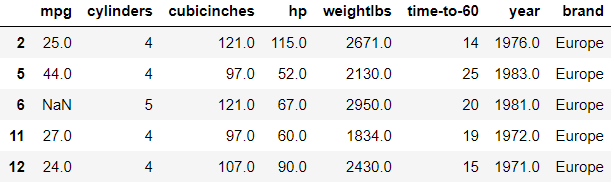 mpg cylinders cubicinches hp weightlbs time-to-60 year brand
2 25.0 4 121.0 115.0 2671.0 14 1976.0 Europe
5 44.0 4 97.0 52.0 2130.0 25 1983.0 Europe
6 NaN 5 121.0 67.0 2950.0 20 1981.0 Europe
11 27.0 4 97.0 60.0 1834.0 19 1972.0 Europe
12 24.0 4 107.0 90.0 2430.0 15 1971.0 Europe